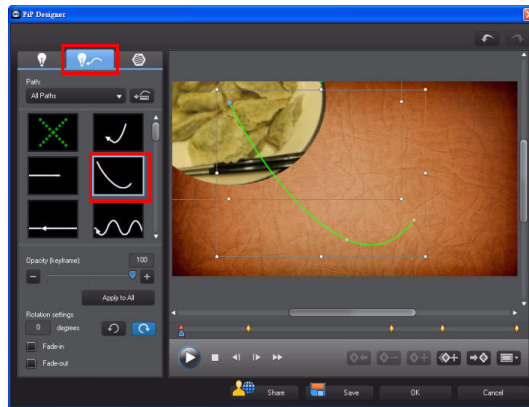 PiP Designer
Path:
All Paths
Opacity (keyframe):
100
Apply to All
Rotation settings
0 degrees
Fade-in
Fade-out
Share
Save
OK
Cancel